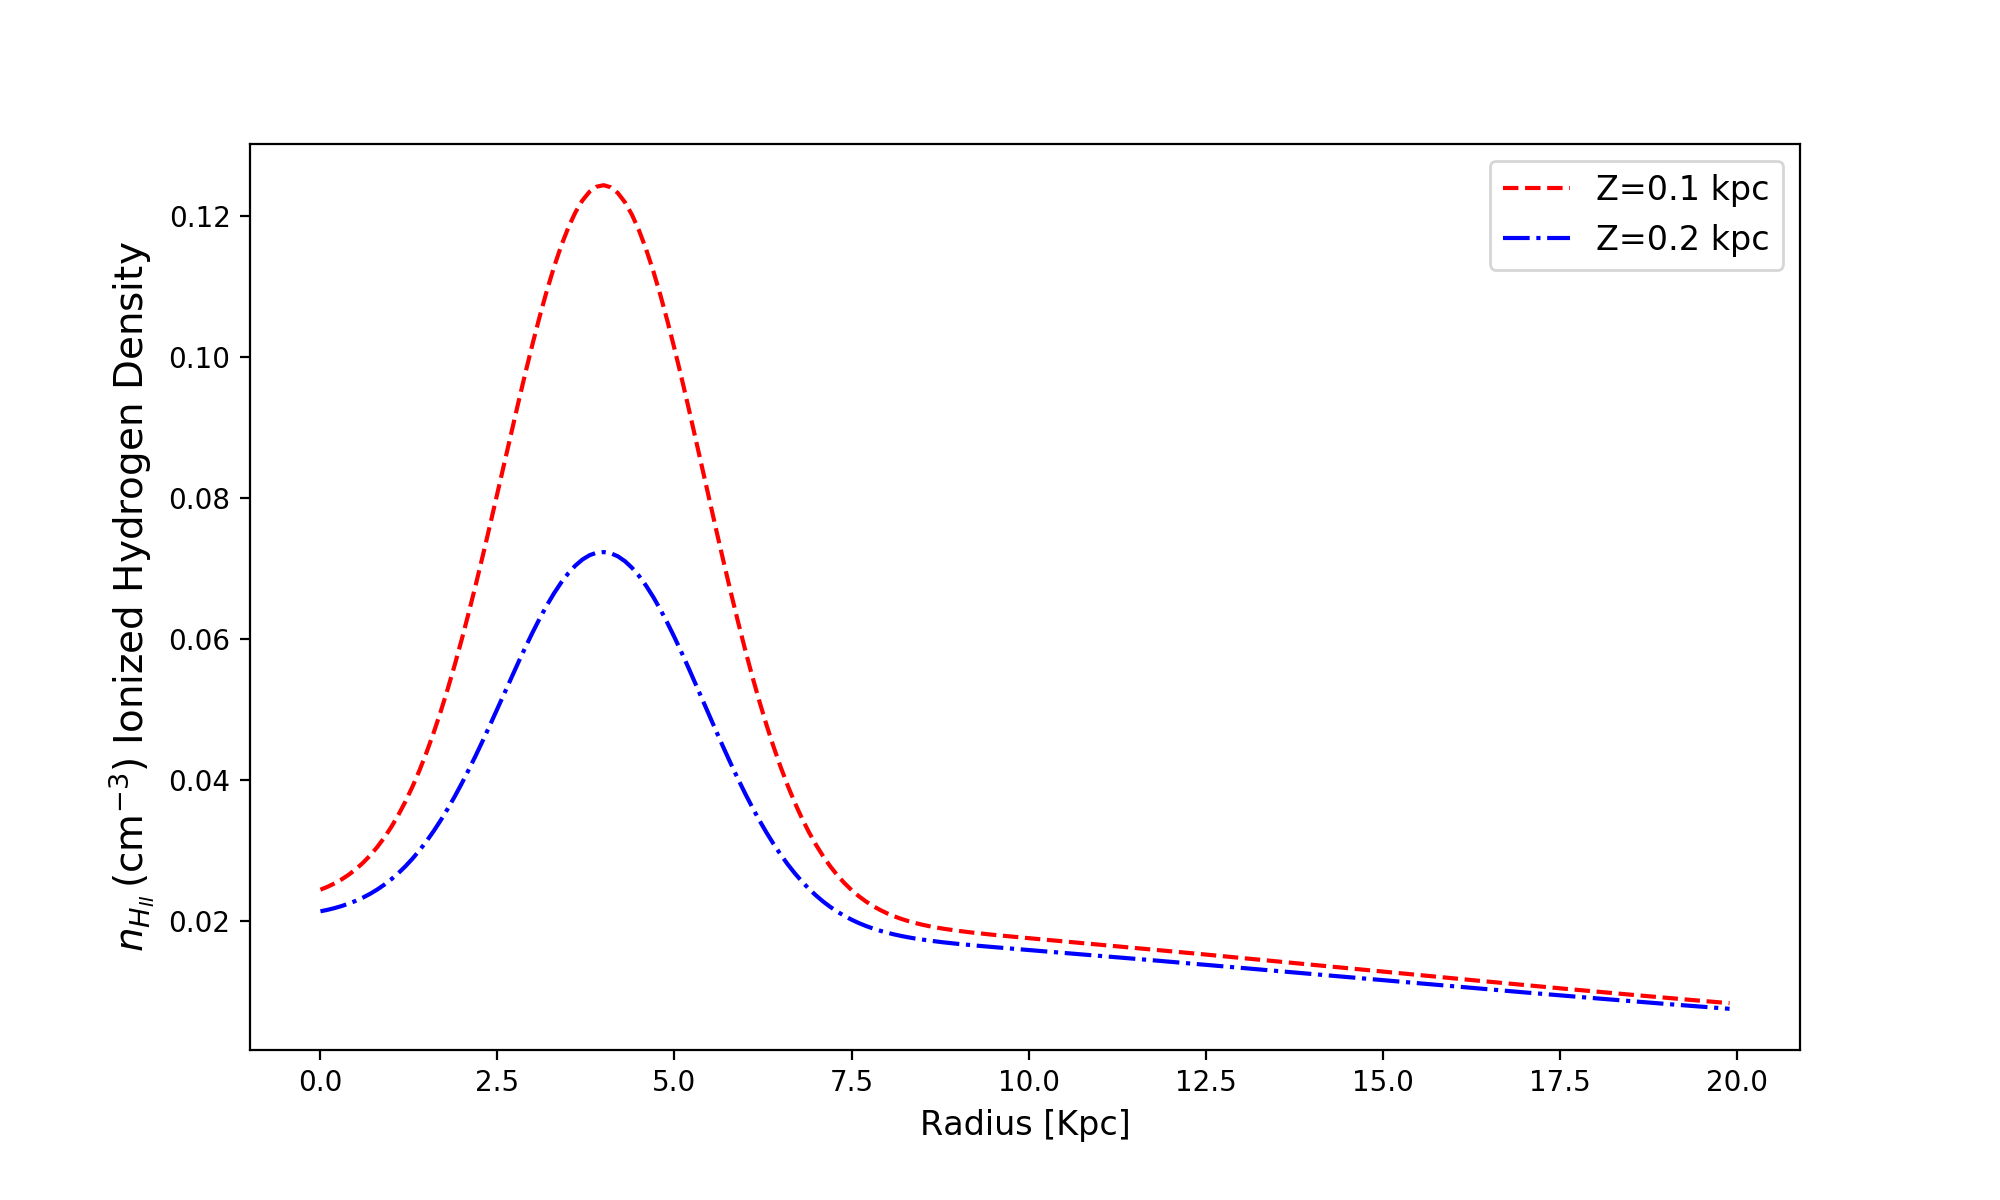 Z=0.1 kpc
Z=0.2 kpc
n_{H_{II}} (cm^{−3}) Ionized Hydrogen Density
0.12
0.10
0.08
0.06
0.04
0.02
0.0 2.5 5.0 7.5 10.0 12.5 15.0 17.5 20.0
Radius [Kpc]